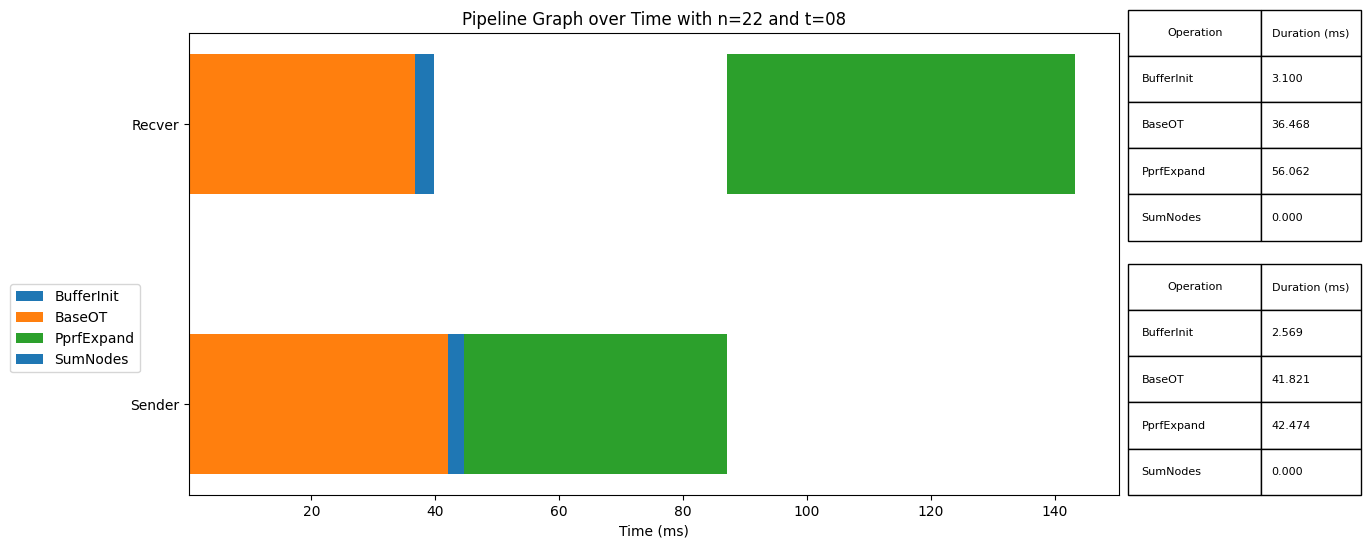 Pipeline Graph over Time with n=22 and t=08
Recver
Sender
20 40 60 80 100 120 140
Time (ms)
BufferInit
BaseOT
PprfExpand
SumNodes
Operation Duration (ms)
BufferInit 3.100
BaseOT 36.468
PprfExpand 56.062
SumNodes 0.000
Operation Duration (ms)
BufferInit 2.569
BaseOT 41.821
PprfExpand 42.474
SumNodes 0.000